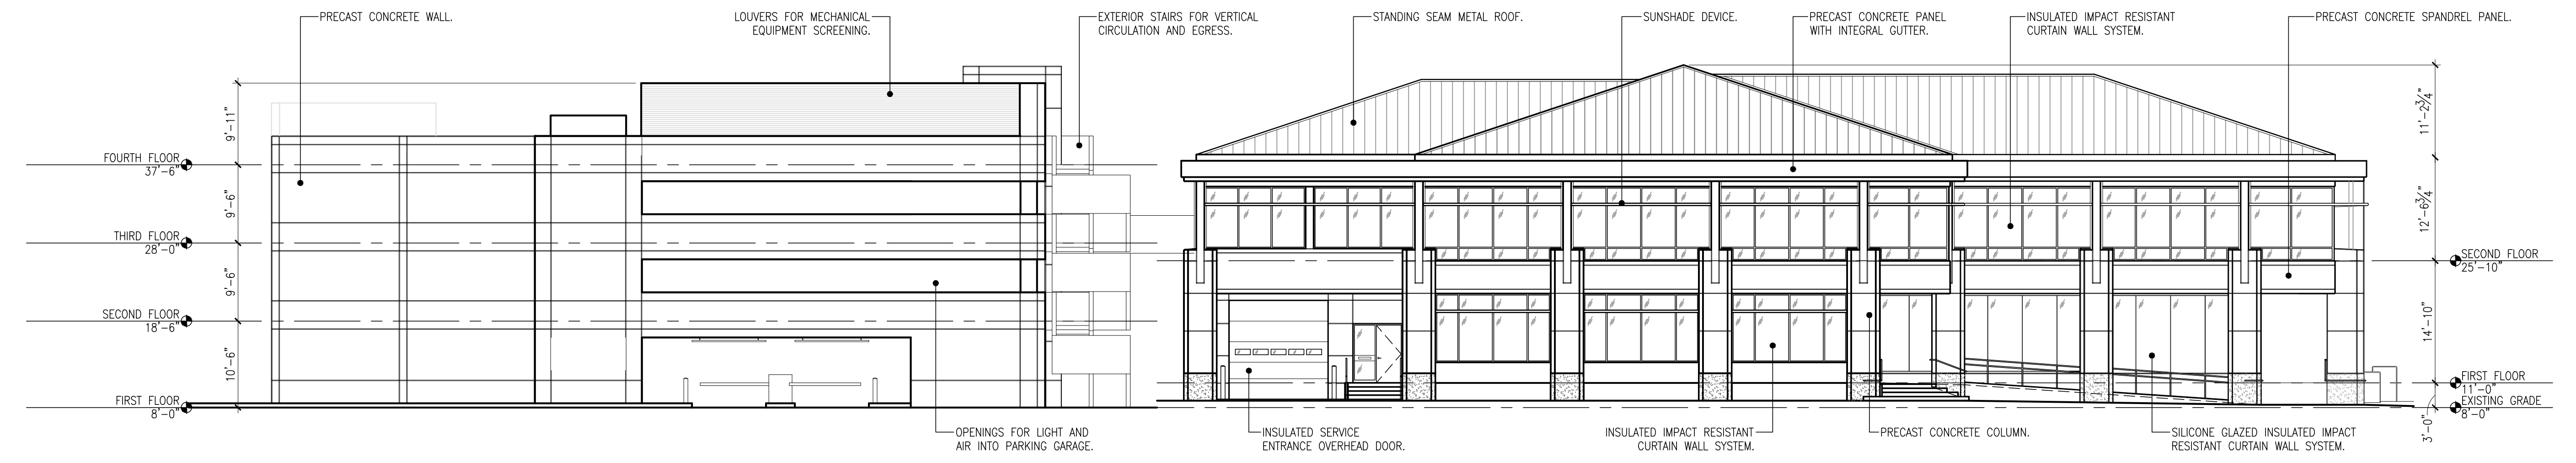 PRECAST CONCRETE WALL.
LOUVERS FOR MECHANICAL
EQUIPMENT SCREENING.
EXTERIOR STAIRS FOR VERTICAL
CIRCULATION AND EGRESS.
STANDING SEAM METAL ROOF.
SUNSHADE DEVICE.
PRECAST CONCRETE PANEL
WITH INTEGRAL GUTTER.
INSULATED IMPACT RESISTANT
CURTAIN WALL SYSTEM.
PRECAST CONCRETE SPANDREL PANEL.
9'-11"
FOURTH FLOOR
37'-6"
9'-6"
THIRD FLOOR
28'-0"
9'-6"
SECOND FLOOR
18'-6"
10'-6"
FIRST FLOOR
8'-0"
11'-2¾"
12'-6¾"
SECOND FLOOR
25'-10"
14'-10"
FIRST FLOOR
11'-0"
EXISTING GRADE
8'-0"
3'-0"
OPENINGS FOR LIGHT AND
AIR INTO PARKING GARAGE.
INSULATED SERVICE
ENTRANCE OVERHEAD DOOR.
INSULATED IMPACT RESISTANT
CURTAIN WALL SYSTEM.
PRECAST CONCRETE COLUMN.
SILICONE GLAZED INSULATED IMPACT
RESISTANT CURTAIN WALL SYSTEM.